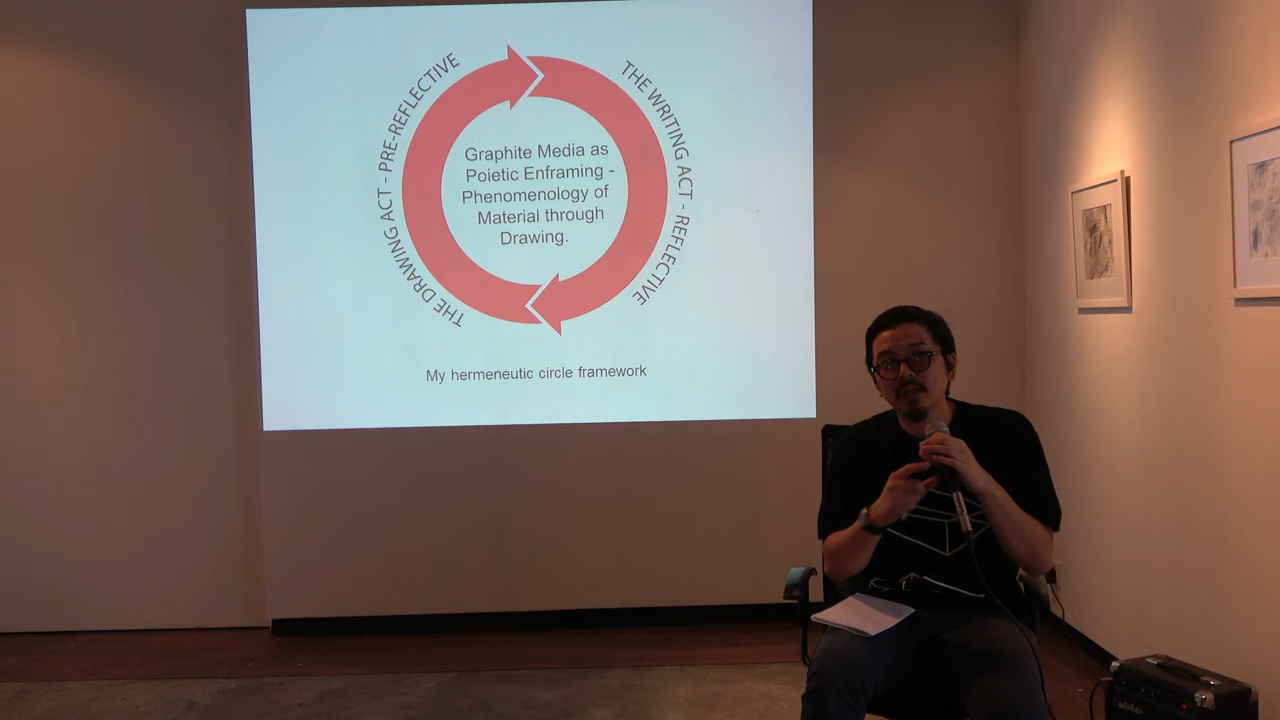 THE DRAWING ACT - PRE-REFLECTIVE
THE WRITING ACT - REFLECTIVE
Graphite Media as
Poietic Enframing -
Phenomenology of
Material through
Drawing.
My hermeneutic circle framework